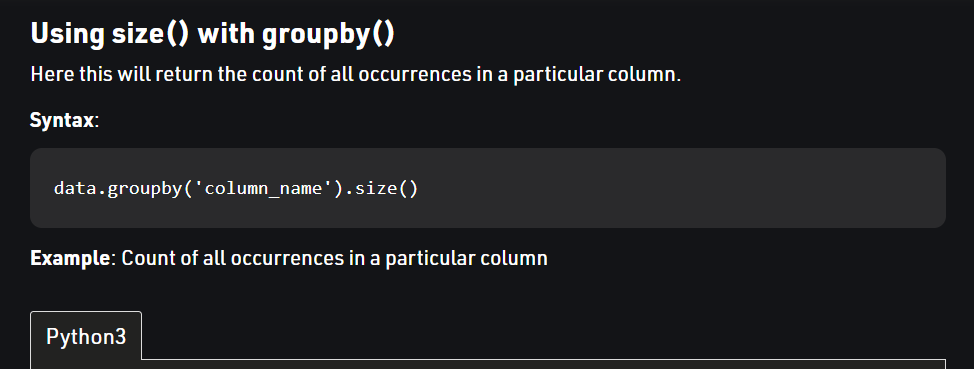 Using size() with groupby()
Here this will return the count of all occurrences in a particular column.
Syntax:
data.groupby('column_name').size()
Example: Count of all occurrences in a particular column
Python3